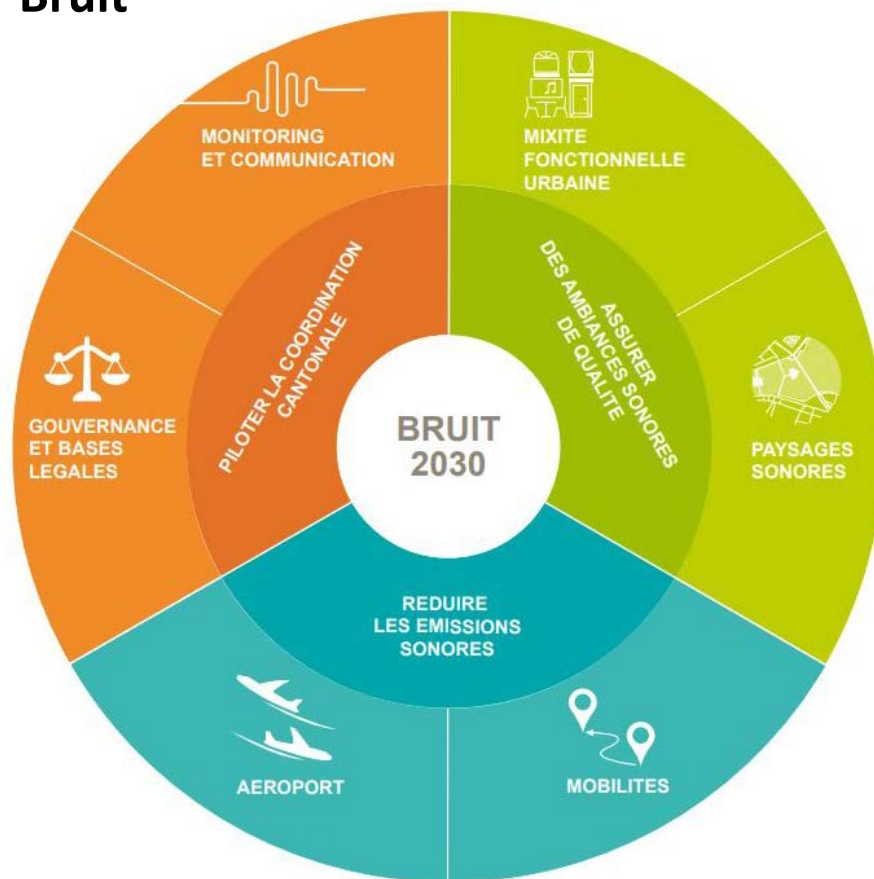 Bruit
MONITORING
ET COMMUNICATION
MIXITE
FONCTIONNELLE
URBAINE
PILOTER LA COORDINATION
CANTONALE
ASSURER
DES AMBIANCES SONORES
DE QUALITE
GOUVERNANCE
ET BASES
LEGALES
BRUIT
2030
PAYSAGES
SONORES
REDUIRE
LES EMISSIONS
SONORES
AEROPORT
MOBILITES